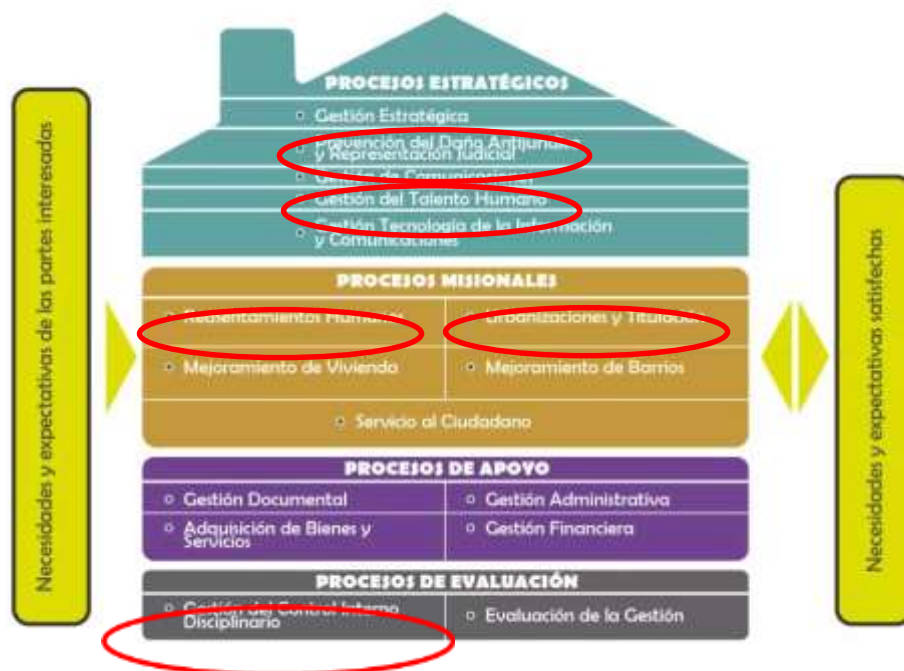 PROCESOS ESTRATÉGICOS
Gestión Estratégica
Prevención del Daño Antijurídico
y Representación Judicial
Gestión de Comunicaciones
Gestión del Talento Humano
Gestión Tecnología de la Información
y Comunicaciones
Necesidades y expectativas de las partes interesadas
PROCESOS MISIONALES
Reasentamientos Humanos
Urbanizaciones y Titulación
Mejoramiento de Vivienda
Mejoramiento de Barrios
Servicio al Ciudadano
Necesidades y expectativas satisfechas
PROCESOS DE APOYO
Gestión Documental
Gestión Administrativa
Adquisición de Bienes y
Servicios
Gestión Financiera
PROCESOS DE EVALUACIÓN
Gestión del Control Interno
Disciplinario
Evaluación de la Gestión